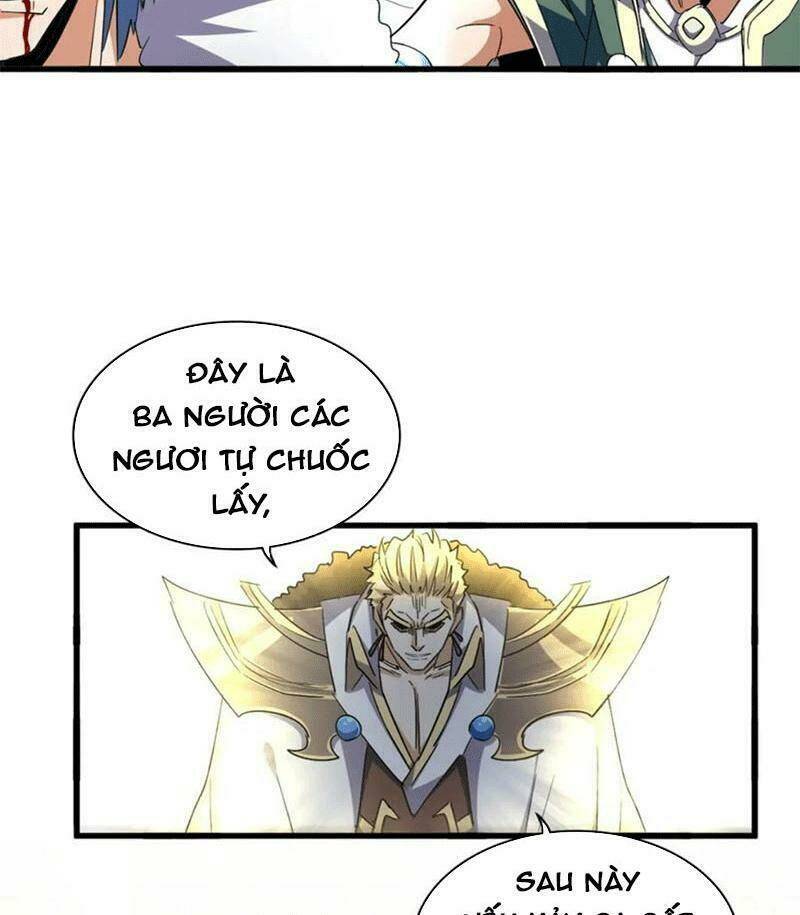 ĐÂY LÀ
BA NGƯỜI CÁC
NGƯƠI TỰ CHUỐC
LẤY,
SAU NÀY